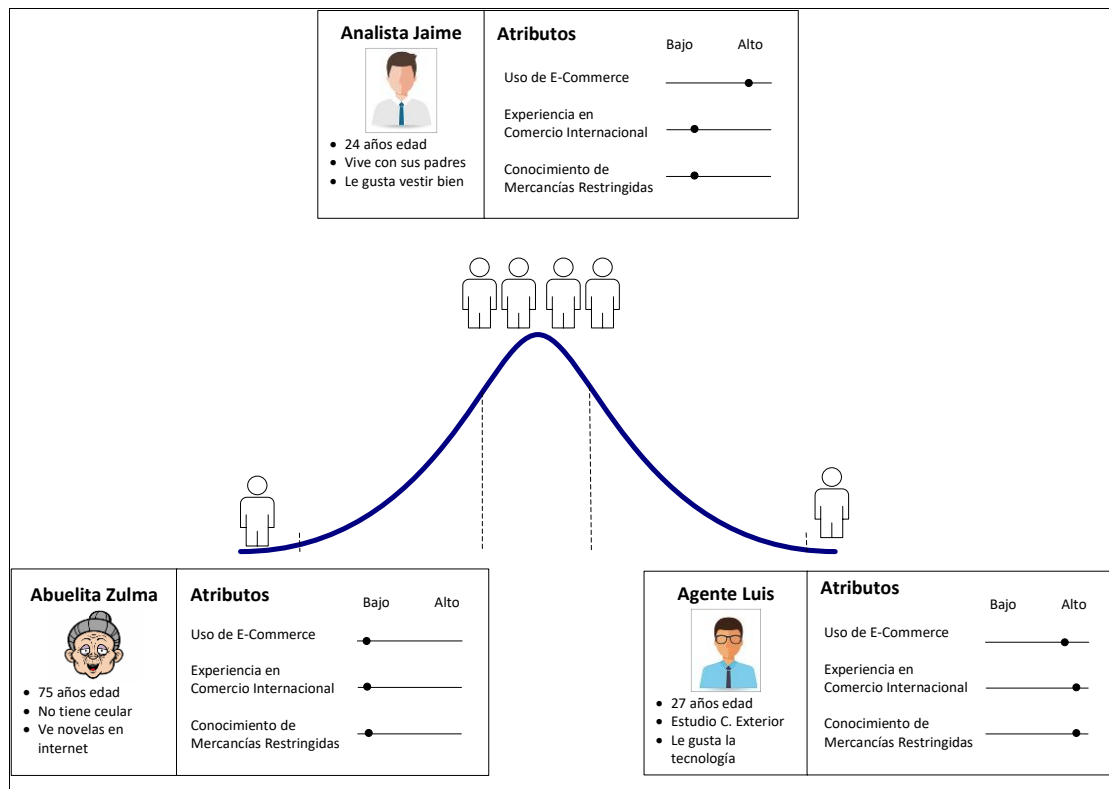 Analista Jaime
• 24 años edad
• Vive con sus padres
• Le gusta vestir bien
Atributos
Bajo Alto
Uso de E-Commerce
Experiencia en
Comercio Internacional
Conocimiento de
Mercancías Restringidas
Abuelita Zulma
• 75 años edad
• No tiene ceular
• Ve novelas en
internet
Atributos
Bajo Alto
Uso de E-Commerce
Experiencia en
Comercio Internacional
Conocimiento de
Mercancías Restringidas
Agente Luis
• 27 años edad
• Estudio C. Exterior
• Le gusta la
tecnología
Atributos
Bajo Alto
Uso de E-Commerce
Experiencia en
Comercio Internacional
Conocimiento de
Mercancías Restringidas